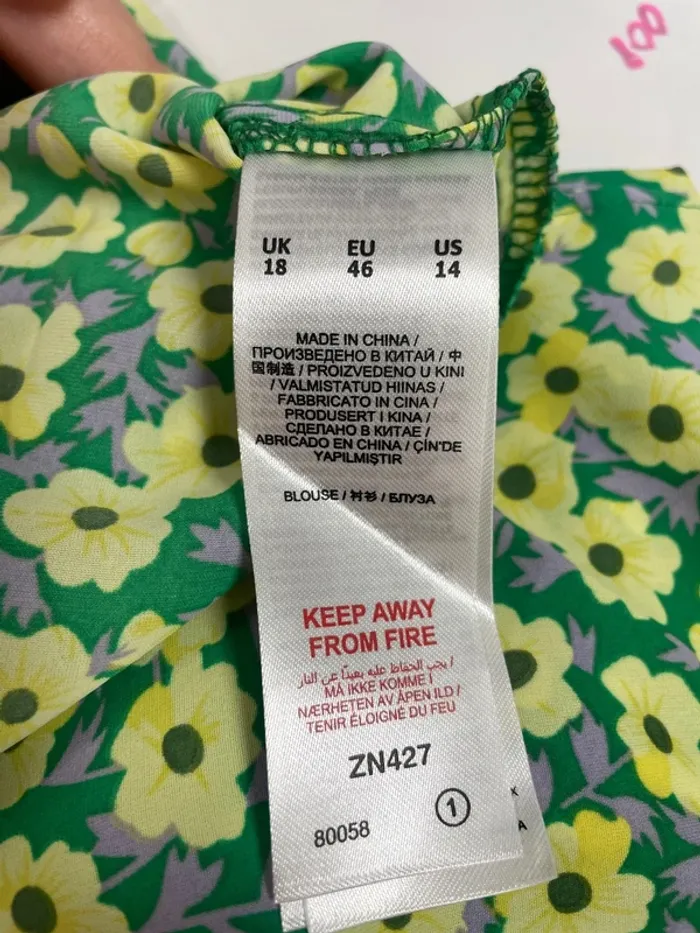 100
UK EU US
18 46 14
MADE IN CHINA /
ПРОИЗВЕДЕНО В КИТАЙ / 中
国制造 / PROIZVEDENO U KINI
/ VALMISTATUD HIINAS /
FABBRICATO IN CINA /
PRODUSERT I KINA /
СДЕЛАНО В КИТАЕ /
ABRICADO EN CHINA / ÇİN'DE
YAPILMIŞTIR
BLOUSE / 衬衫 / БЛУЗА
KEEP AWAY
FROM FIRE
يجب الحفاظ عليه بعيداً عن النار /
MÅ IKKE KOMME I
NÆRHETEN AV ÅPEN ILD /
TENIR ÉLOIGNÉ DU FEU
ZN427
80058 1
K
A